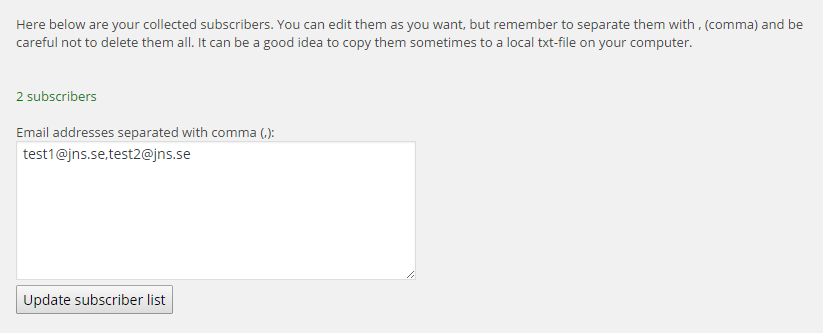 Here below are your collected subscribers. You can edit them as you want, but remember to separate them with , (comma) and be
careful not to delete them all. It can be a good idea to copy them sometimes to a local txt-file on your computer.
2 subscribers
Email addresses separated with comma (,):
test1@jns.se,test2@jns.se
Update subscriber list